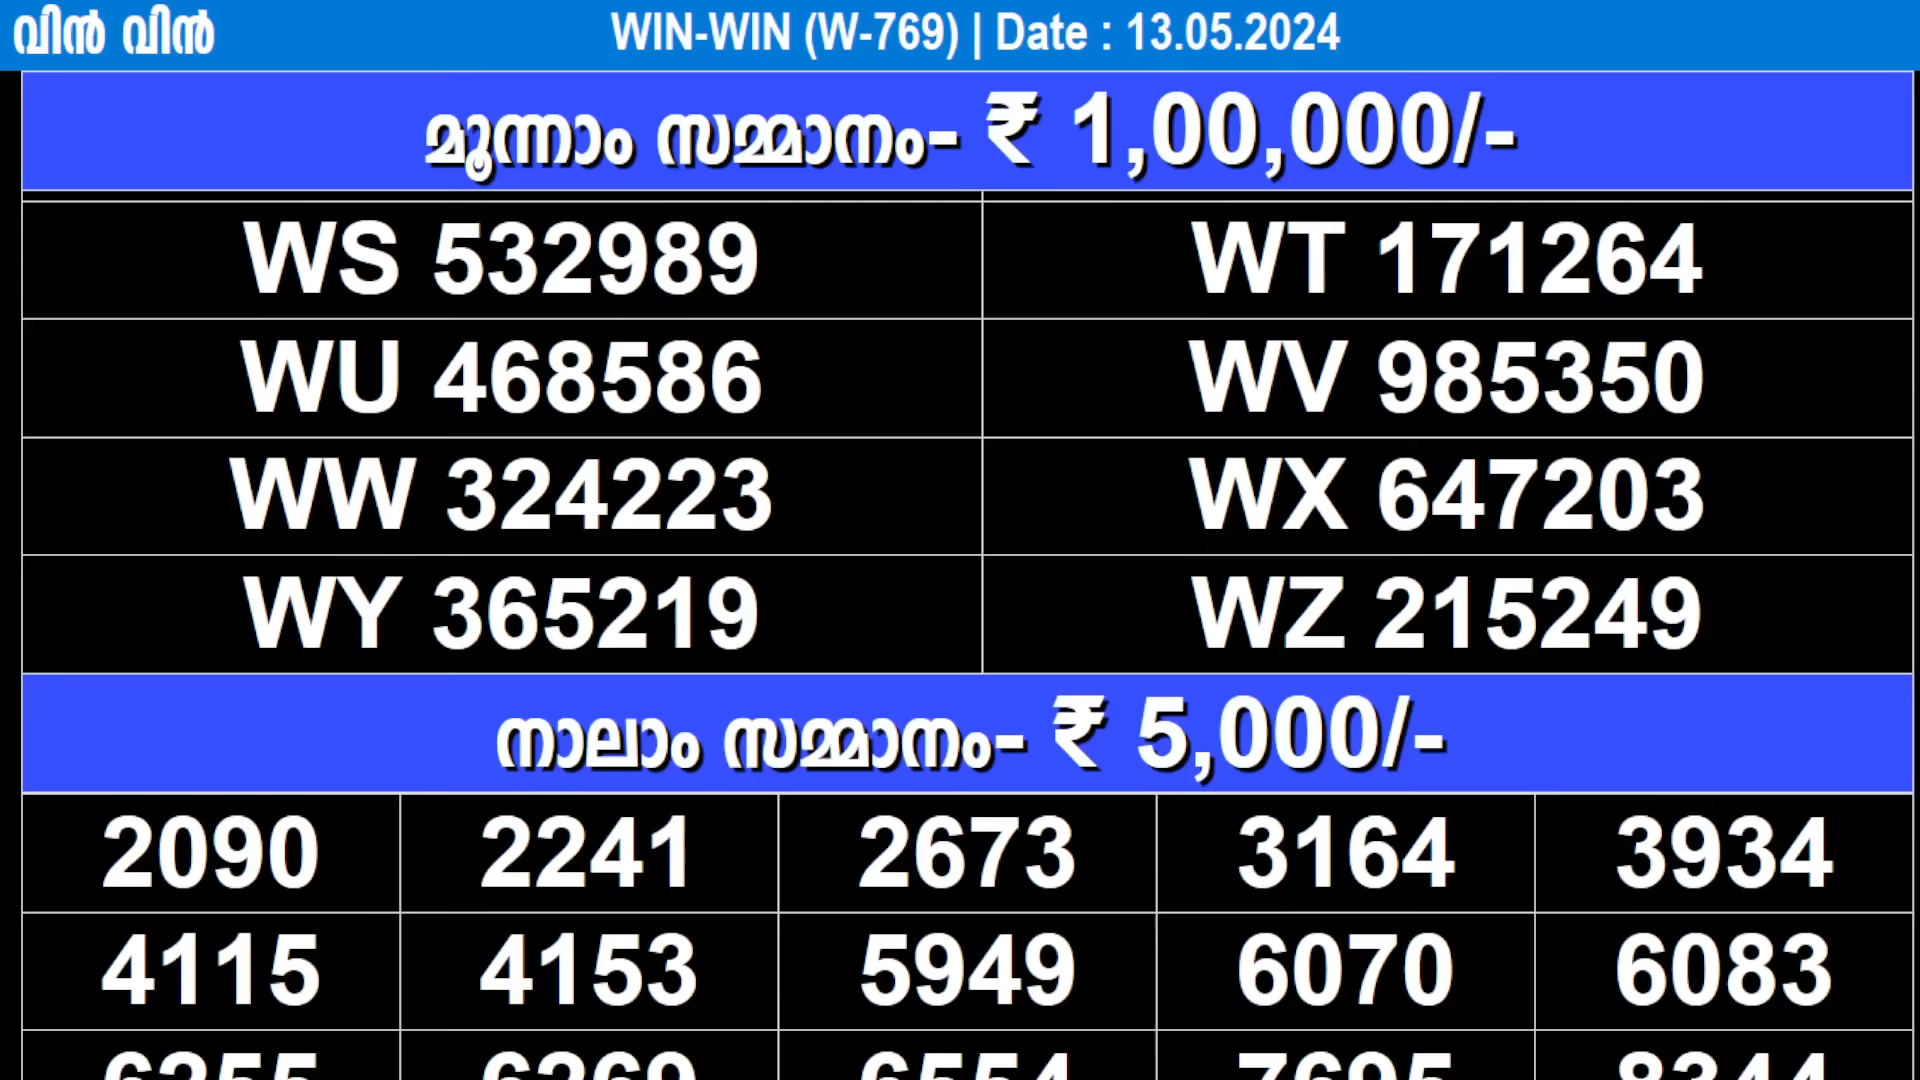 വിൻ വിൻ WIN-WIN (W-769) | Date : 13.05.2024
മൂന്നാം സമ്മാനം- ₹ 1,00,000/-
WS 532989 WT 171264
WU 468586 WV 985350
WW 324223 WX 647203
WY 365219 WZ 215249
നാലാം സമ്മാനം- ₹ 5,000/-
2090 2241 2673 3164 3934
4115 4153 5949 6070 6083